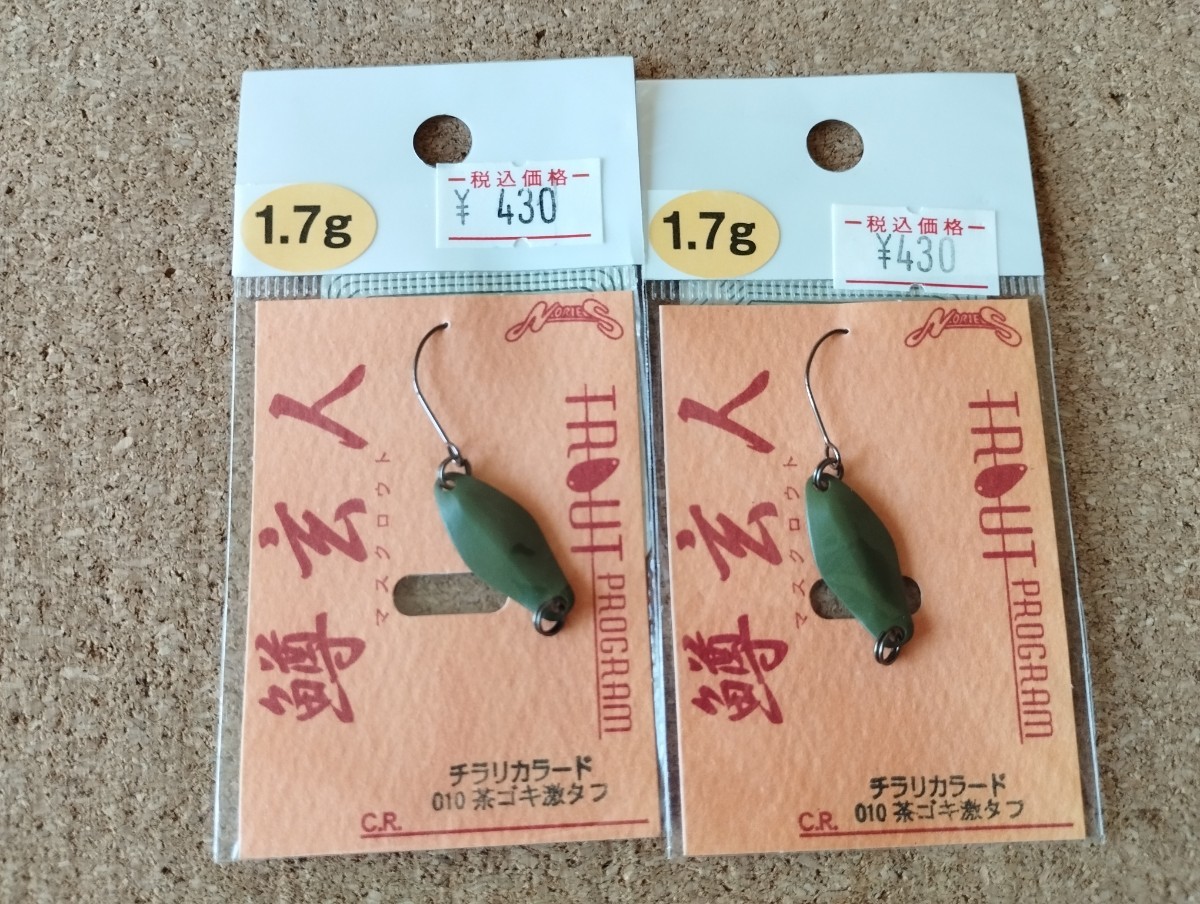 税込価格
¥ 430
1.7g
NORIES
鱒玄人
マスクロウト
TROUT PROGRAM
チラリカラード
010 茶ゴキ激タフ
C.R.
税込価格
¥430
1.7g
NORIES
鱒玄人
マスクロウト
TROUT PROGRAM
チラリカラード
010 茶ゴキ激タフ
C.R.